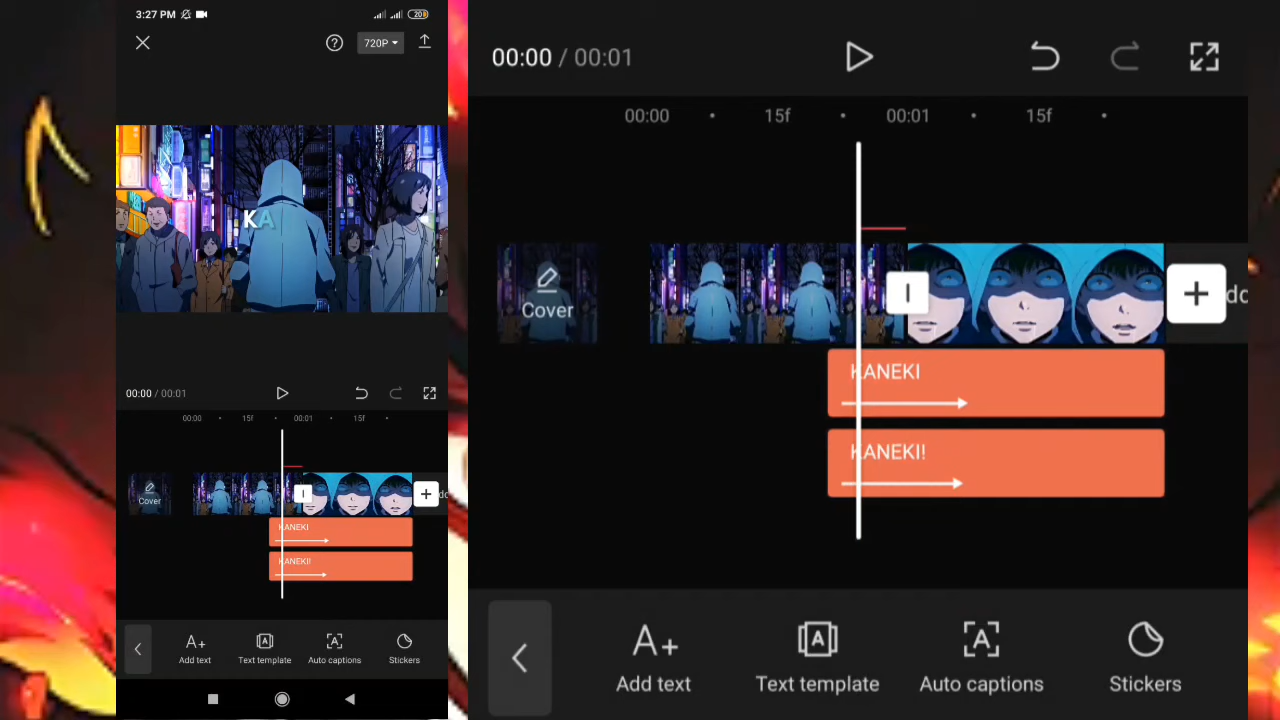 3:27 PM
20
720P
KA
00:00 / 00:01
00:00 15f 00:01 15f
Cover
KANEKI
KANEKI!
Add text
Text template
Auto captions
Stickers
00:00 / 00:01
00:00 15f 00:01 15f
Cover
KANEKI
KANEKI!
Add text
Text template
Auto captions
Stickers